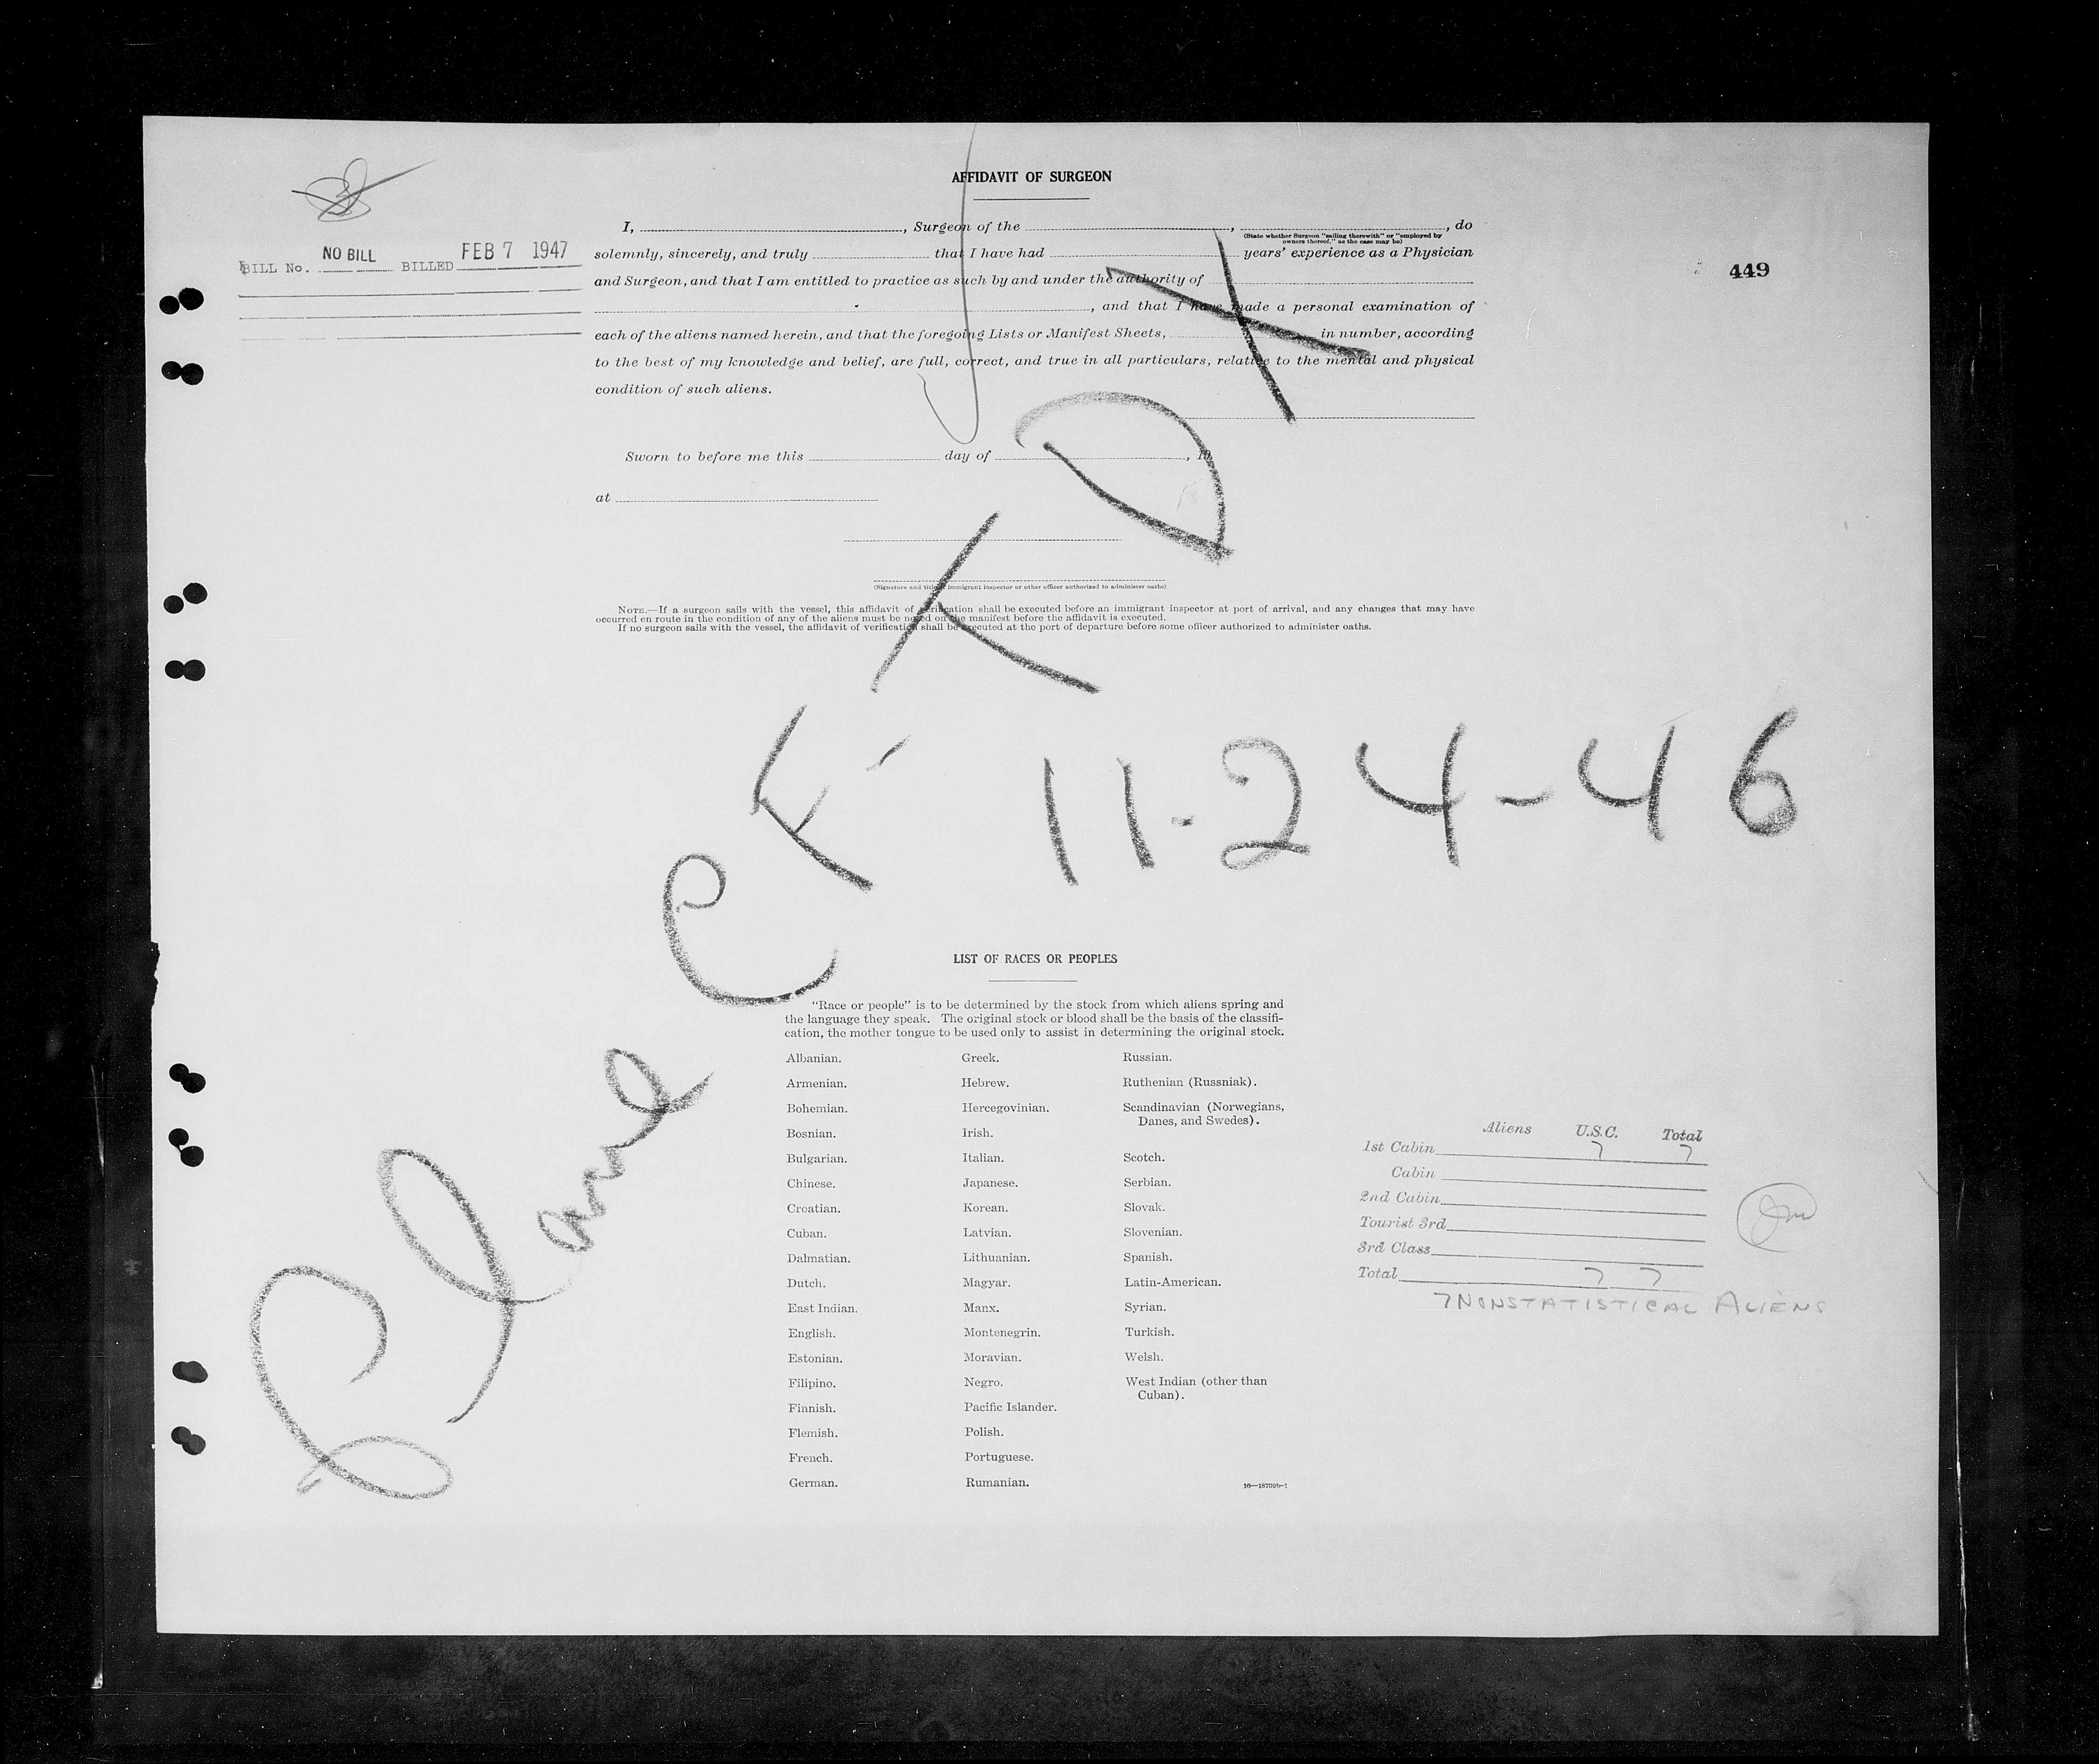 AFFIDAVIT OF SURGEON
I, , Surgeon of the , , do
(State whether Surgeon "sailing therewith" or "employed by
owners thereof," as the case may be)
BILL No. NO BILL BILLED FEB 7 1947
solemnly, sincerely, and truly that I have had years' experience as a Physician
449
and Surgeon, and that I am entitled to practice as such by and under the authority of
, and that I have made a personal examination of
each of the aliens named herein, and that the foregoing Lists or Manifest Sheets, in number, according
to the best of my knowledge and belief, are full, correct, and true in all particulars, relative to the mental and physical
condition of such aliens.
Sworn to before me this day of , 19
at
(Signature and title of immigrant inspector or other officer authorized to administer oaths)
NOTE.—If a surgeon sails with the vessel, this affidavit of verification shall be executed before an immigrant inspector at port of arrival, and any changes that may have
occurred en route in the condition of any of the aliens must be noted on the manifest before the affidavit is executed.
If no surgeon sails with the vessel, the affidavit of verification shall be executed at the port of departure before some officer authorized to administer oaths.
Plane CF-TDX
11-24-46
LIST OF RACES OR PEOPLES
"Race or people" is to be determined by the stock from which aliens spring and
the language they speak. The original stock or blood shall be the basis of the classifi-
cation, the mother tongue to be used only to assist in determining the original stock.
Albanian.
Armenian.
Bohemian.
Bosnian.
Bulgarian.
Chinese.
Croatian.
Cuban.
Dalmatian.
Dutch.
East Indian.
English.
Estonian.
Filipino.
Finnish.
Flemish.
French.
German.
Greek.
Hebrew.
Hercegovinian.
Irish.
Italian.
Japanese.
Korean.
Latvian.
Lithuanian.
Magyar.
Manx.
Montenegrin.
Moravian.
Negro.
Pacific Islander.
Polish.
Portuguese.
Rumanian.
Russian.
Ruthenian (Russniak).
Scandinavian (Norwegians,
Danes, and Swedes).
Scotch.
Serbian.
Slovak.
Slovenian.
Spanish.
Latin-American.
Syrian.
Turkish.
Welsh.
West Indian (other than
Cuban).
16—18709b-1
Aliens U.S.C. Total
1st Cabin 7 7
Cabin
2nd Cabin
Tourist 3rd
3rd Class
Total 7 7
7 NONSTATISTICAL ALIENS